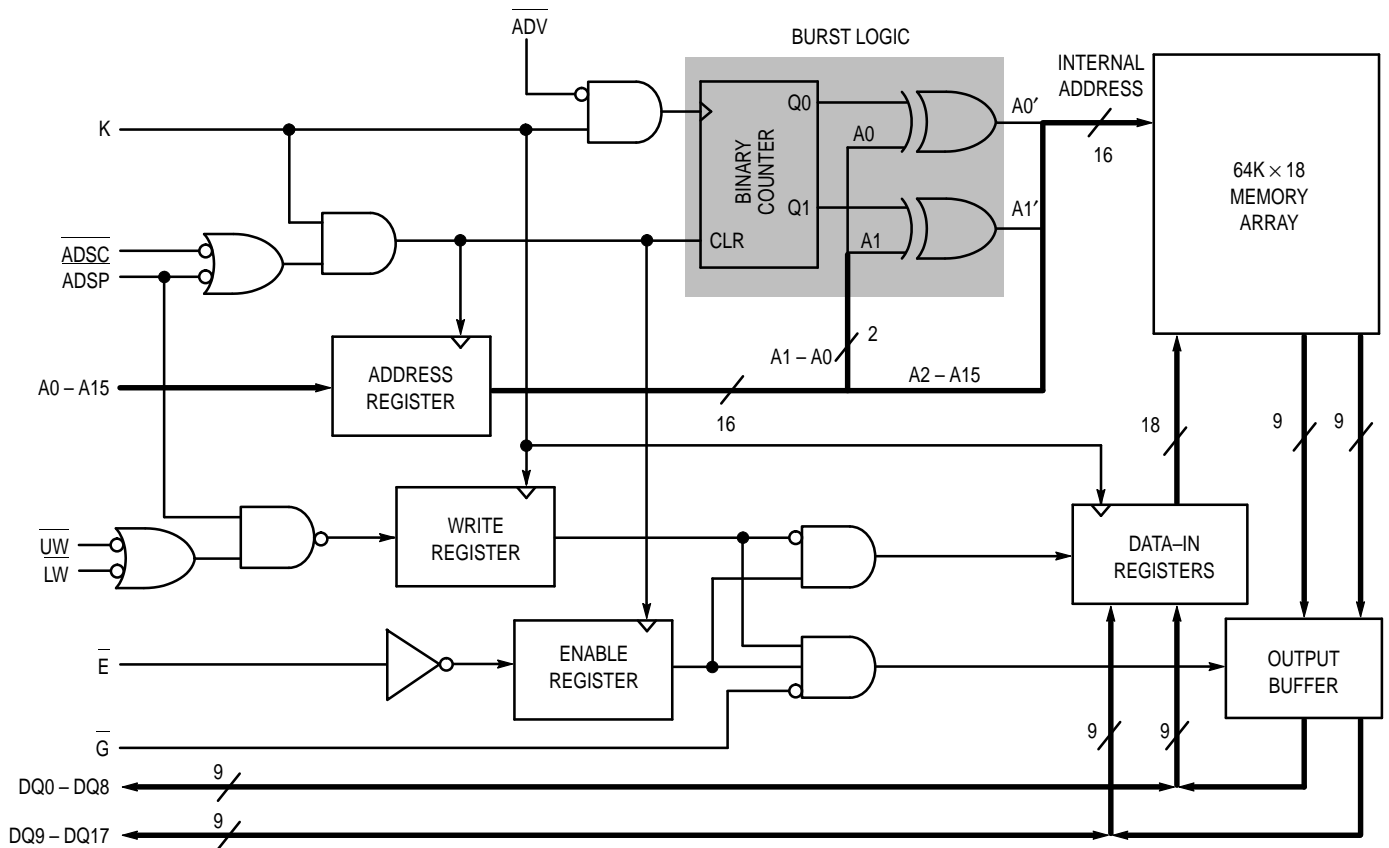 ADV
BURST LOGIC
K
Q0
A0
BINARY
COUNTER
Q1
A1
CLR
A0′
A1′
INTERNAL
ADDRESS
16
64K × 18
MEMORY
ARRAY
ADSC
ADSP
A0 – A15
ADDRESS
REGISTER
16
A1 – A0
2
A2 – A15
18
9
9
UW
LW
WRITE
REGISTER
DATA–IN
REGISTERS
E
ENABLE
REGISTER
OUTPUT
BUFFER
G
9
9
DQ0 – DQ8
9
DQ9 – DQ17
9